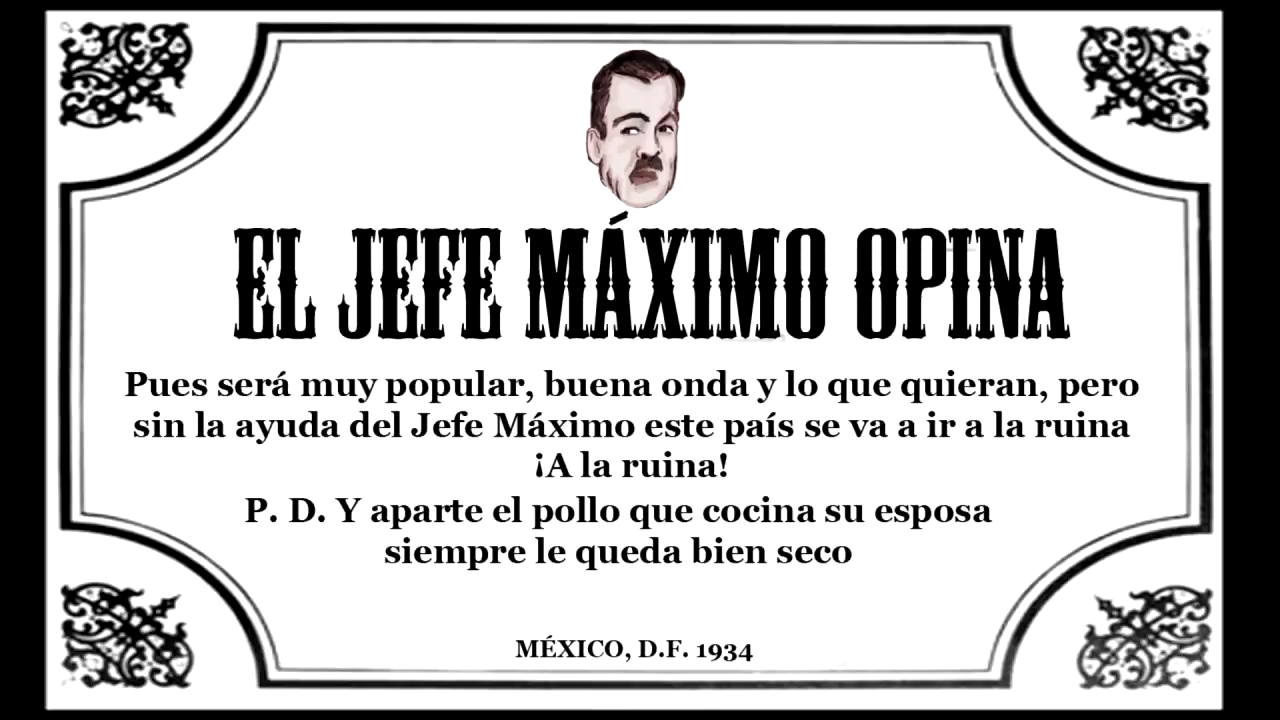 EL JEFE MÁXIMO OPINA
Pues será muy popular, buena onda y lo que quieran, pero
sin la ayuda del Jefe Máximo este país se va a ir a la ruina
¡A la ruina!
P. D. Y aparte el pollo que cocina su esposa
siempre le queda bien seco
MÉXICO, D.F. 1934